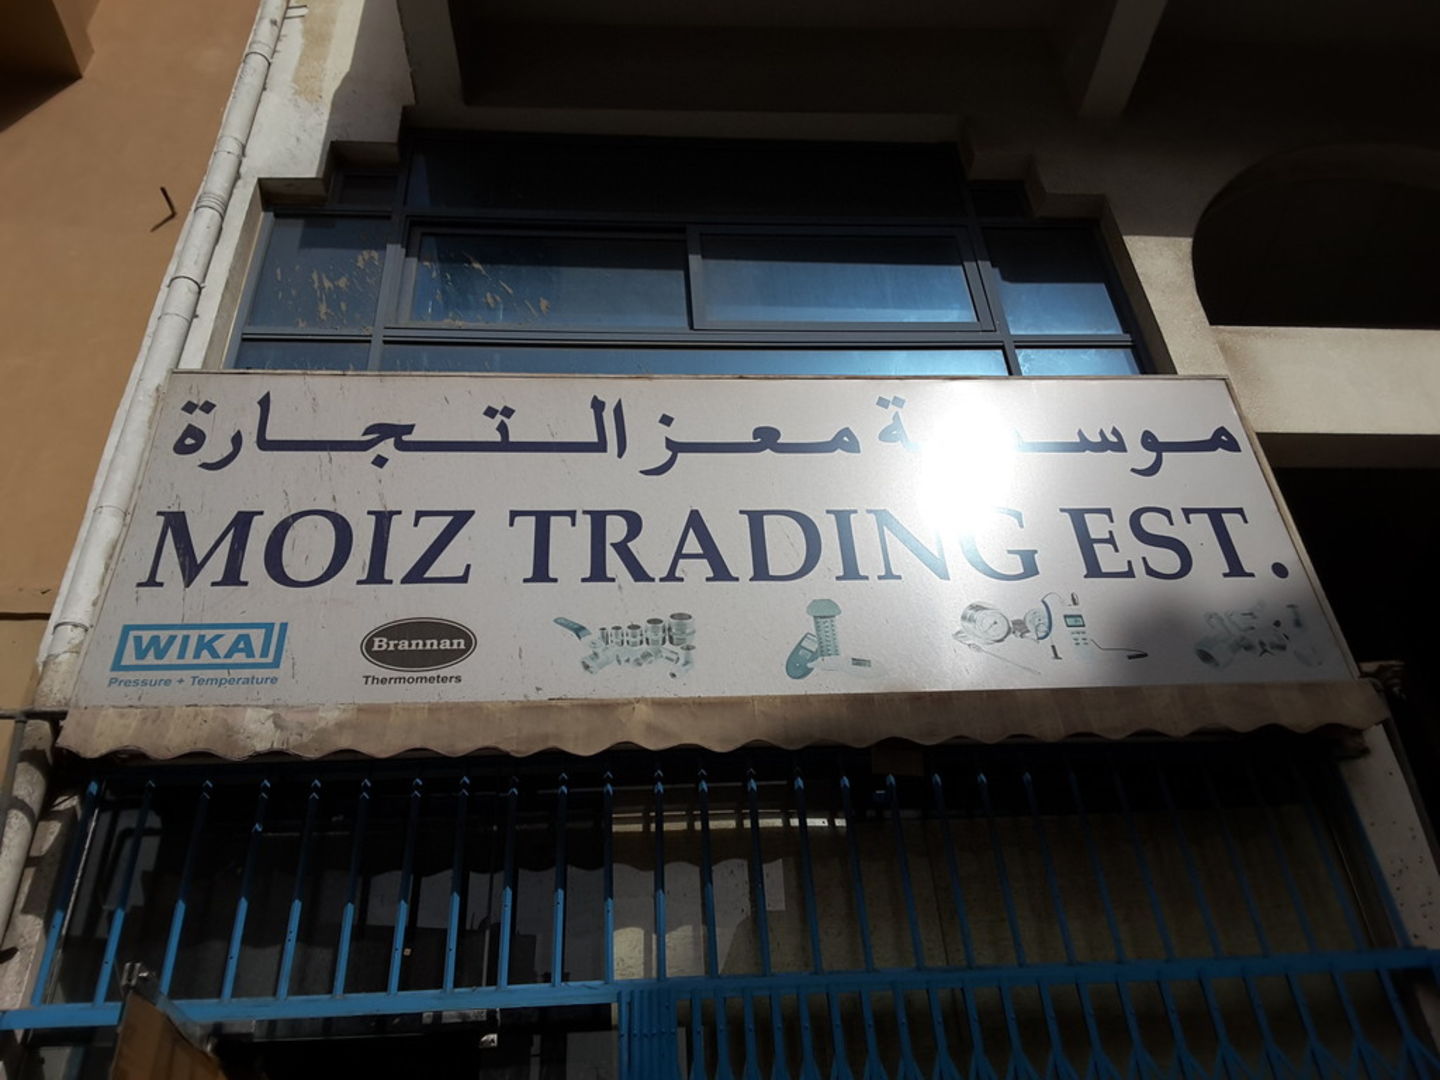 موسسة معز التجارة
MOIZ TRADING EST.
WIKA
Pressure + Temperature
Brannan
Thermometers